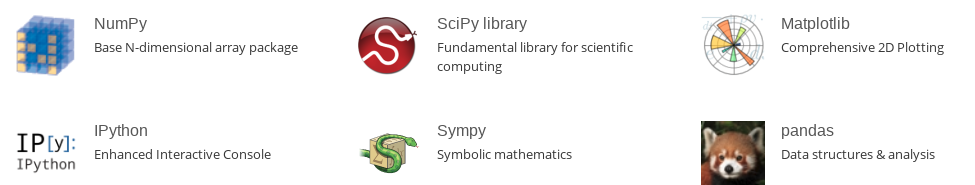 NumPy
Base N-dimensional array package
SciPy library
Fundamental library for scientific
computing
Matplotlib
Comprehensive 2D Plotting
IP[y]:
IPython
IPython
Enhanced Interactive Console
Sympy
Symbolic mathematics
pandas
Data structures & analysis